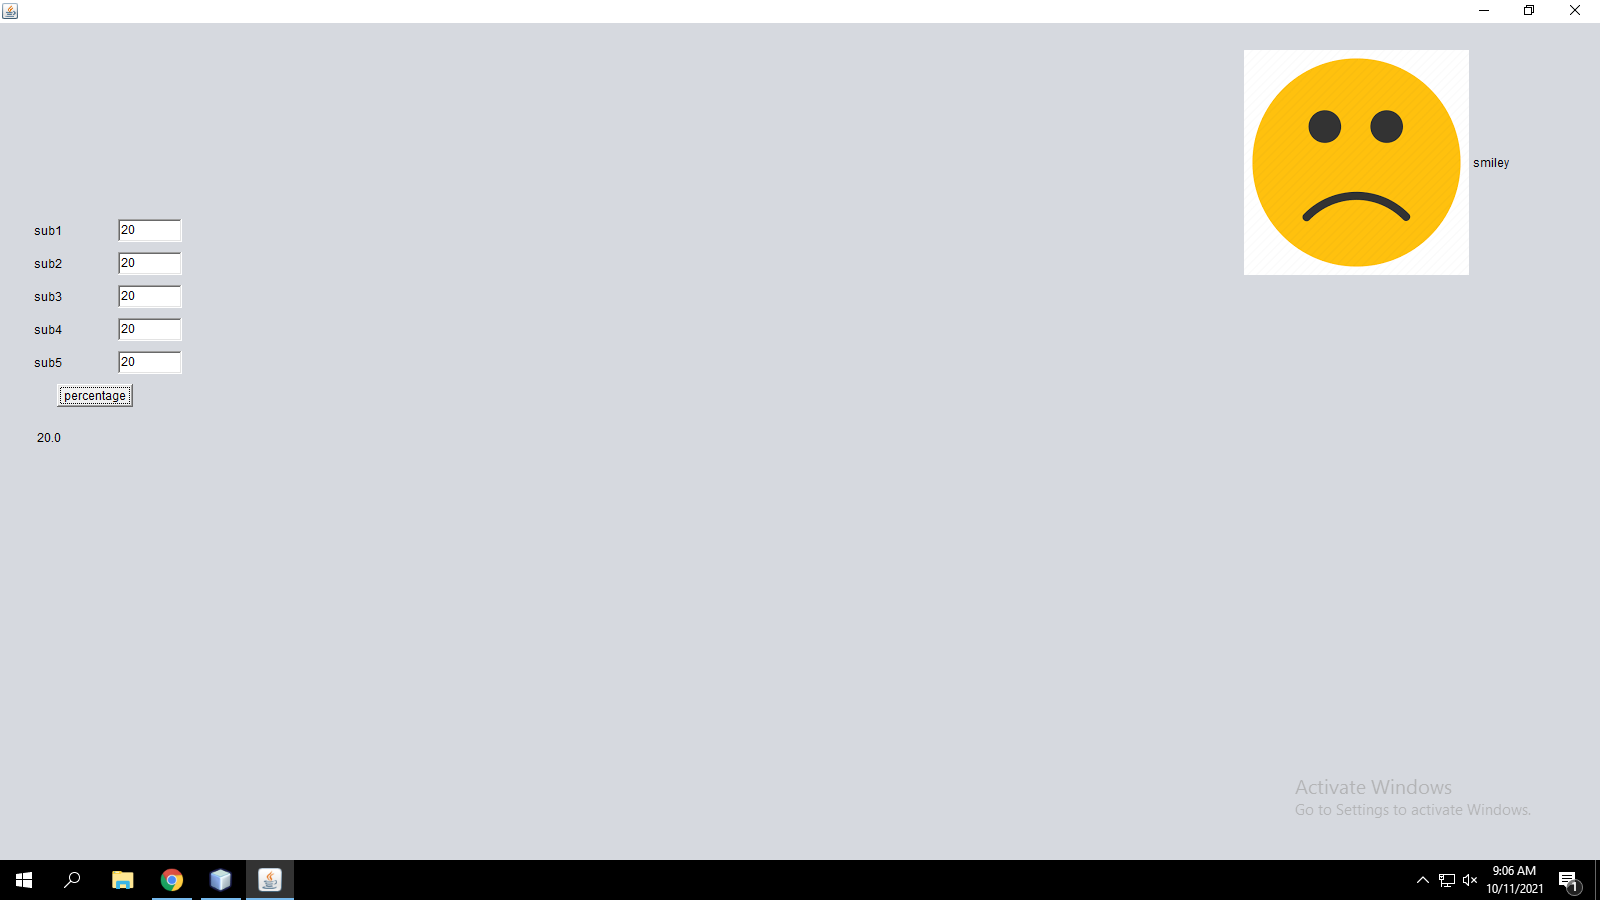 smiley
sub1 20
sub2 20
sub3 20
sub4 20
sub5 20
percentage
20.0
Activate Windows
Go to Settings to activate Windows.
9:06 AM
10/11/2021
1